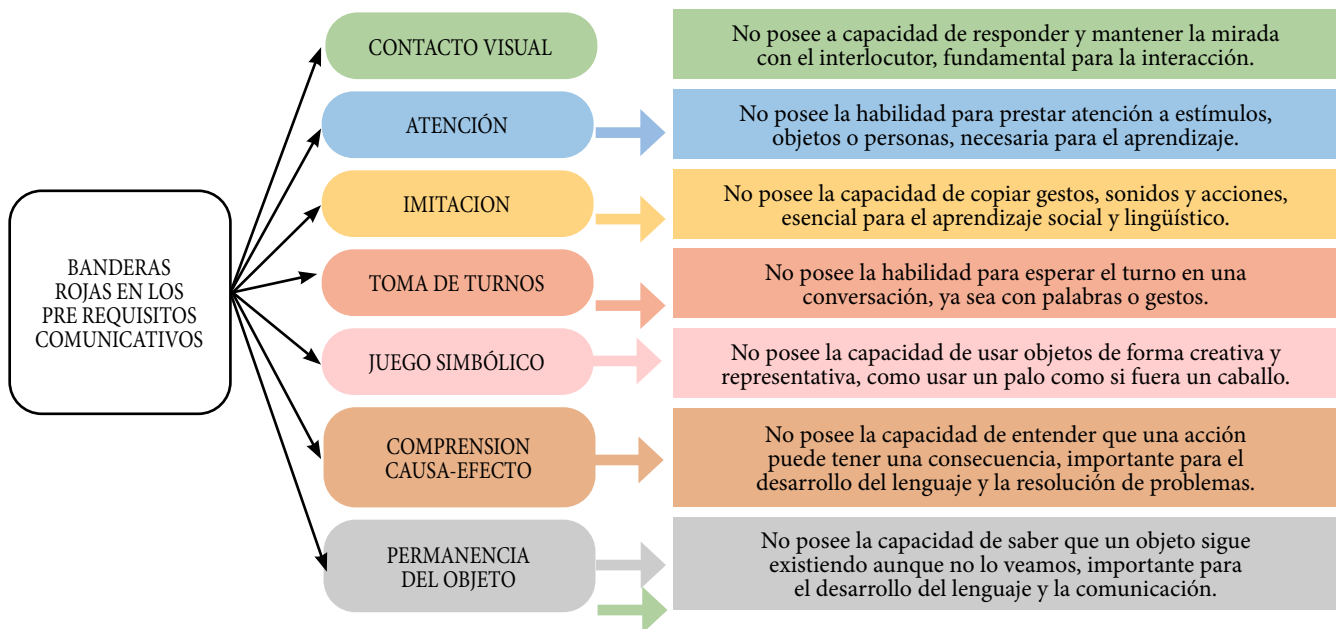 BANDERAS
ROJAS EN LOS
PRE REQUISITOS
COMUNICATIVOS
CONTACTO VISUAL
No posee a capacidad de responder y mantener la mirada
con el interlocutor, fundamental para la interacción.
ATENCIÓN
No posee la habilidad para prestar atención a estímulos,
objetos o personas, necesaria para el aprendizaje.
IMITACION
No posee la capacidad de copiar gestos, sonidos y acciones,
esencial para el aprendizaje social y lingüístico.
TOMA DE TURNOS
No posee la habilidad para esperar el turno en una
conversación, ya sea con palabras o gestos.
JUEGO SIMBÓLICO
No posee la capacidad de usar objetos de forma creativa y
representativa, como usar un palo como si fuera un caballo.
COMPRENSION
CAUSA-EFECTO
No posee la capacidad de entender que una acción
puede tener una consecuencia, importante para el
desarrollo del lenguaje y la resolución de problemas.
PERMANENCIA
DEL OBJETO
No posee la capacidad de saber que un objeto sigue
existiendo aunque no lo veamos, importante para
el desarrollo del lenguaje y la comunicación.